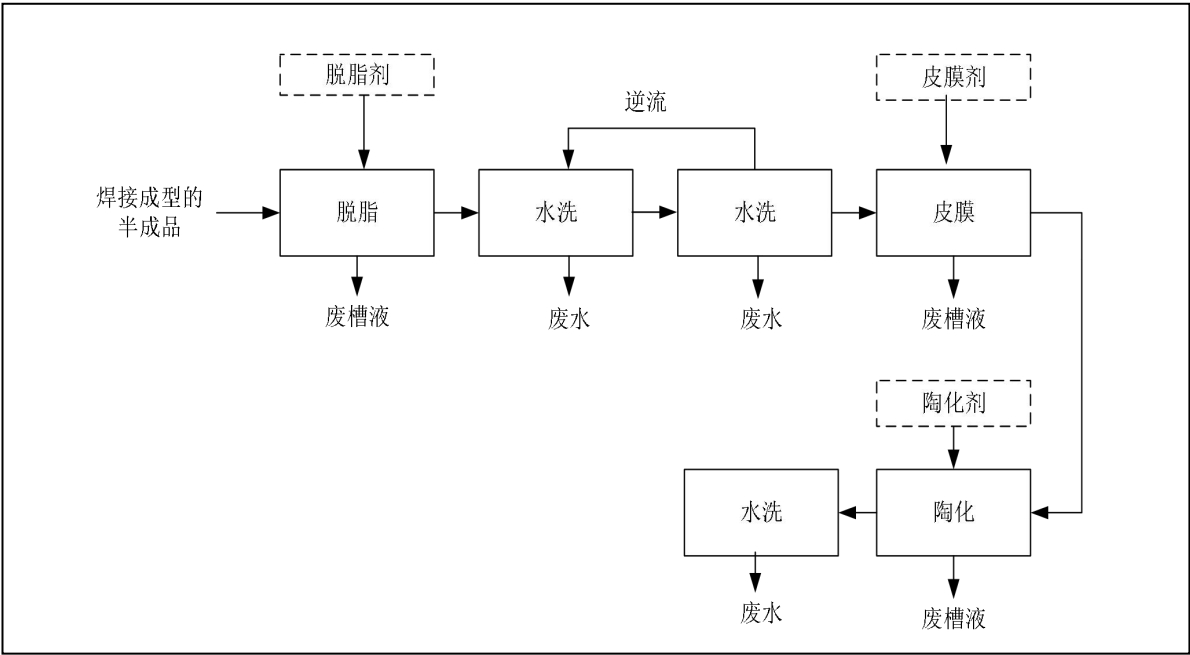 脱脂剂
皮膜剂
逆流
焊接成型的
半成品
脱脂
水洗
水洗
皮膜
废槽液
废水
废水
废槽液
陶化剂
水洗
陶化
废水
废槽液